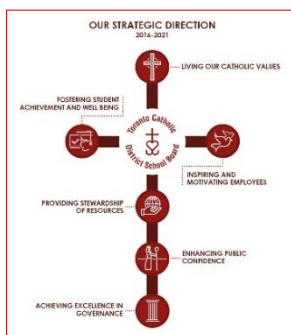 OUR STRATEGIC DIRECTION
2016-2021
LIVING OUR CATHOLIC VALUES
FOSTERING STUDENT
ACHIEVEMENT AND WELL BEING
Toronto Catholic
District School Board
INSPIRING AND
MOTIVATING EMPLOYEES
PROVIDING STEWARDSHIP
OF RESOURCES
ENHANCING PUBLIC
CONFIDENCE
ACHIEVING EXCELLENCE IN
GOVERNANCE